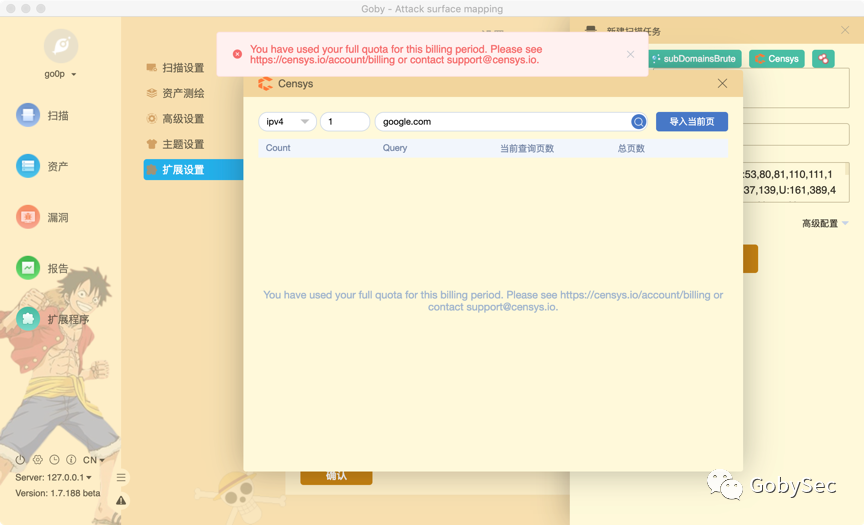 Goby - Attack surface mapping
go0p
扫描
资产
漏洞
报告
扩展程序
CN
Server: 127.0.0.1
Version: 1.7.188 beta
扫描设置
资产测绘
高级设置
主题设置
扩展设置
You have used your full quota for this billing period. Please see
https://censys.io/account/billing or contact support@censys.io.
新建扫描任务
subDomainsBrute
Censys
Censys
ipv4
1
google.com
导入当前页
Count
Query
当前查询页数
总页数
You have used your full quota for this billing period. Please see https://censys.io/account/billing or
contact support@censys.io.
:53,80,81,110,111,1
37,139,U:161,389,4
高级配置
确认
GobySec